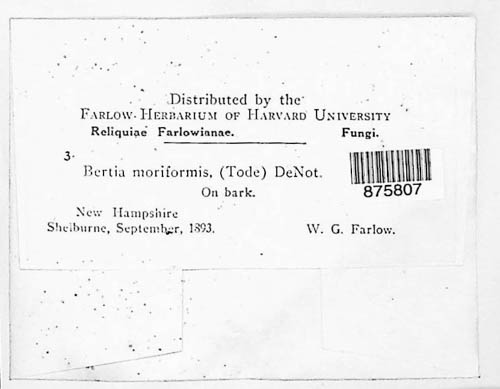 Distributed by the
FARLOW HERBARIUM OF HARVARD UNIVERSITY
Reliquiae Farlowianae. Fungi.
3.
Bertia moriformis, (Tode) DeNot.
On bark.
875807
New Hampshire
Shelburne, September, 1893. W. G. Farlow.